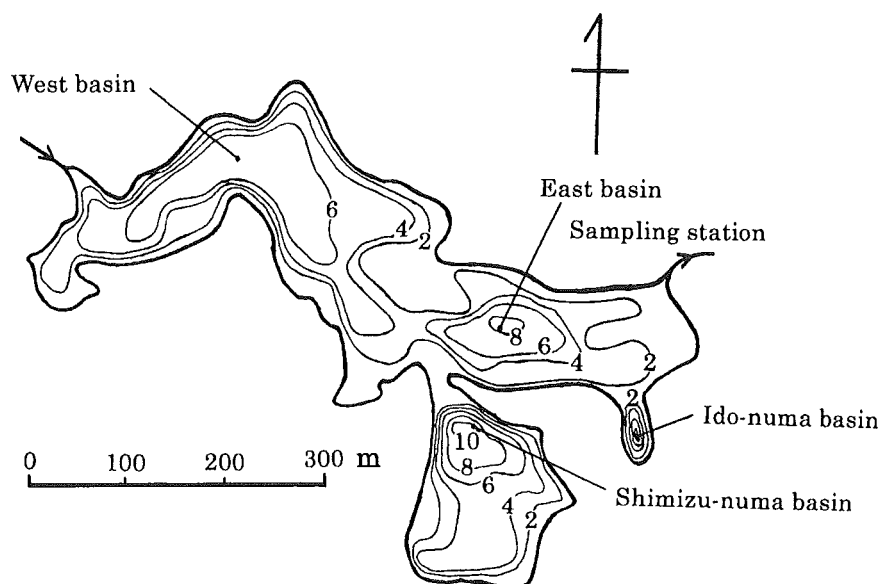 West basin
East basin
Sampling station
6
4
2
8
6
4
2
2
Ido-numa basin
10
8
6
4
2
Shimizu-numa basin
0 100 200 300 m